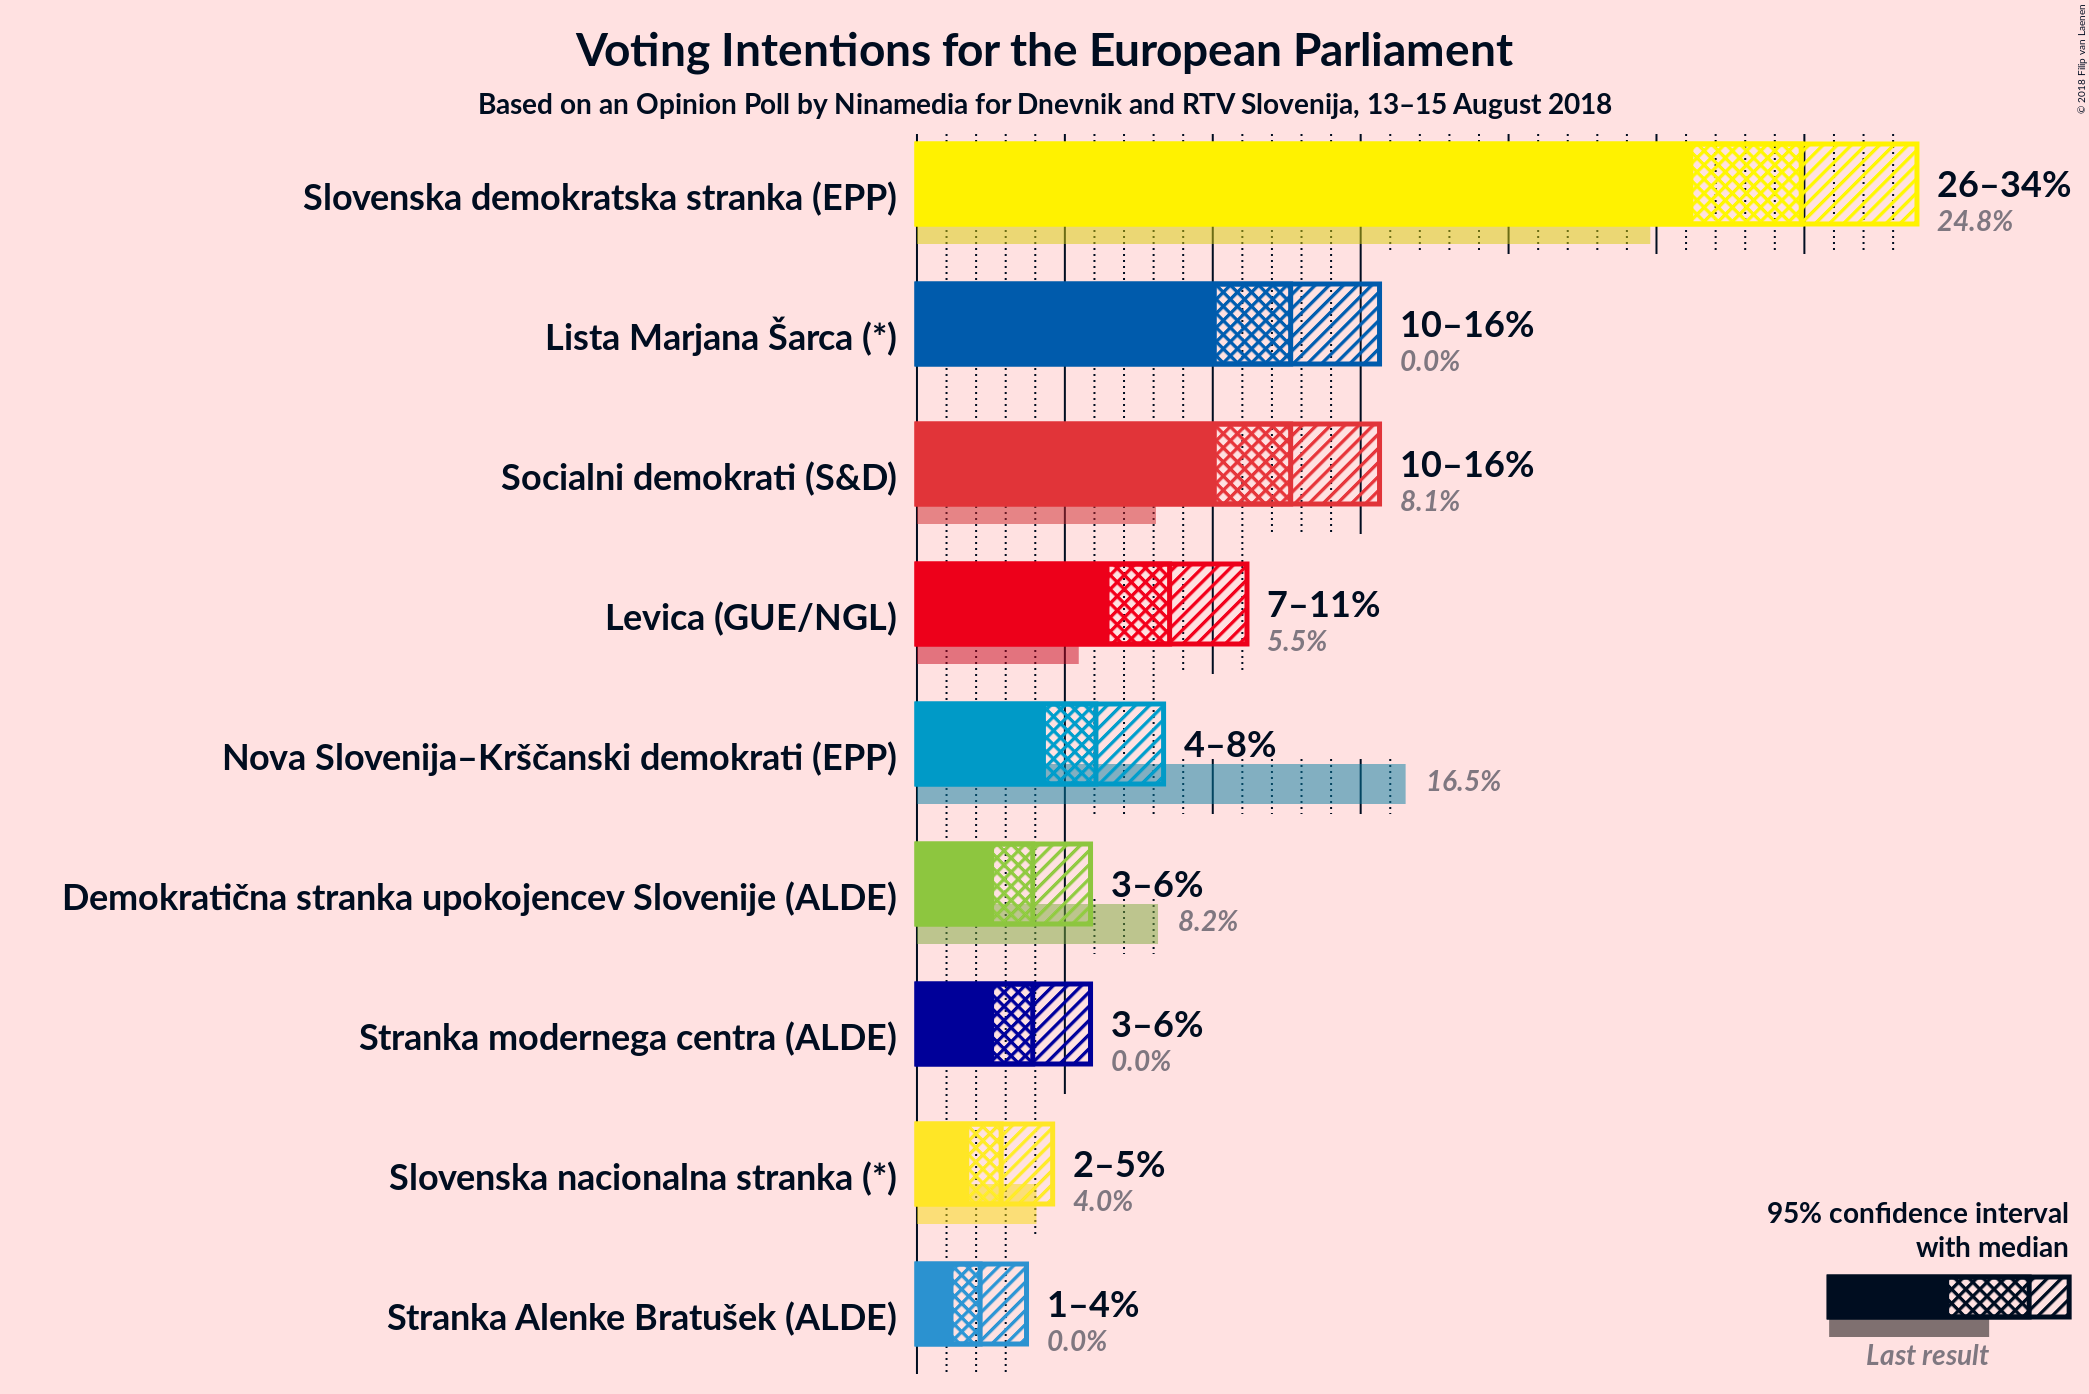 Voting Intentions for the European Parliament
Based on an Opinion Poll by Ninamedia for Dnevnik and RTV Slovenija, 13–15 August 2018
© 2018 Filip van Laenen
Slovenska demokratska stranka (EPP)
26–34%
24.8%
Lista Marjana Šarca (*)
10–16%
0.0%
Socialni demokrati (S&D)
10–16%
8.1%
Levica (GUE/NGL)
7–11%
5.5%
Nova Slovenija–Krščanski demokrati (EPP)
4–8%
16.5%
Demokratična stranka upokojencev Slovenije (ALDE)
3–6%
8.2%
Stranka modernega centra (ALDE)
3–6%
0.0%
Slovenska nacionalna stranka (*)
2–5%
4.0%
Stranka Alenke Bratušek (ALDE)
1–4%
0.0%
95% confidence interval
with median
Last result